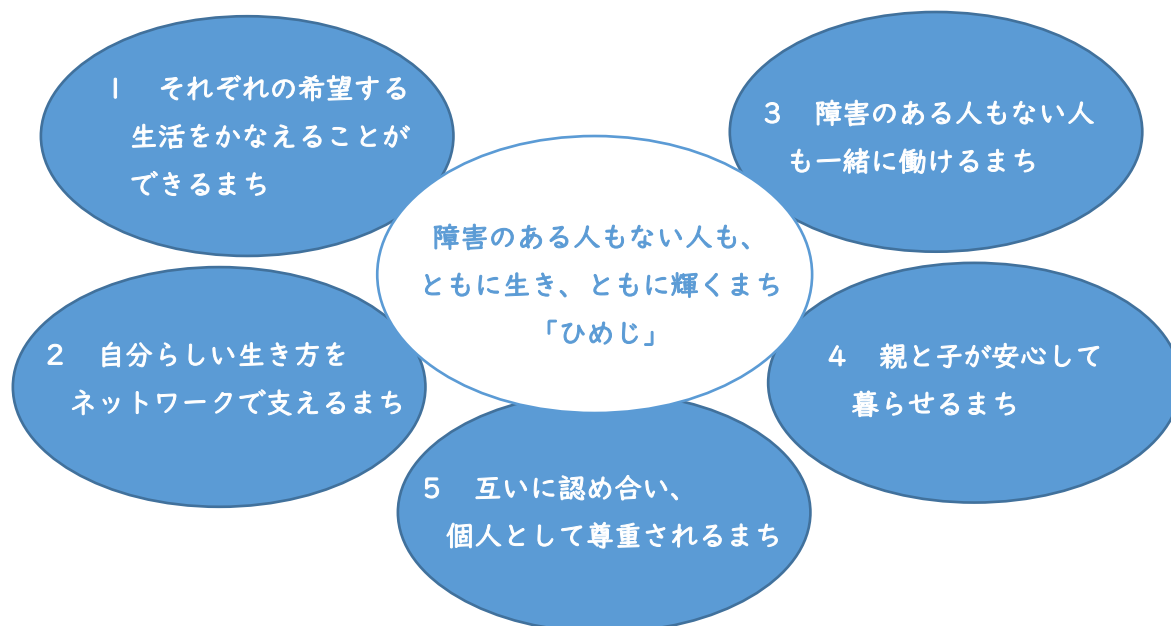 1　それぞれの希望する
生活をかなえることが
できるまち
2　自分らしい生き方を
ネットワークで支えるまち
障害のある人もない人も、
ともに生き、ともに輝くまち
「ひめじ」
3　障害のある人もない人
も一緒に働けるまち
4　親と子が安心して
暮らせるまち
5　互いに認め合い、
個人として尊重されるまち